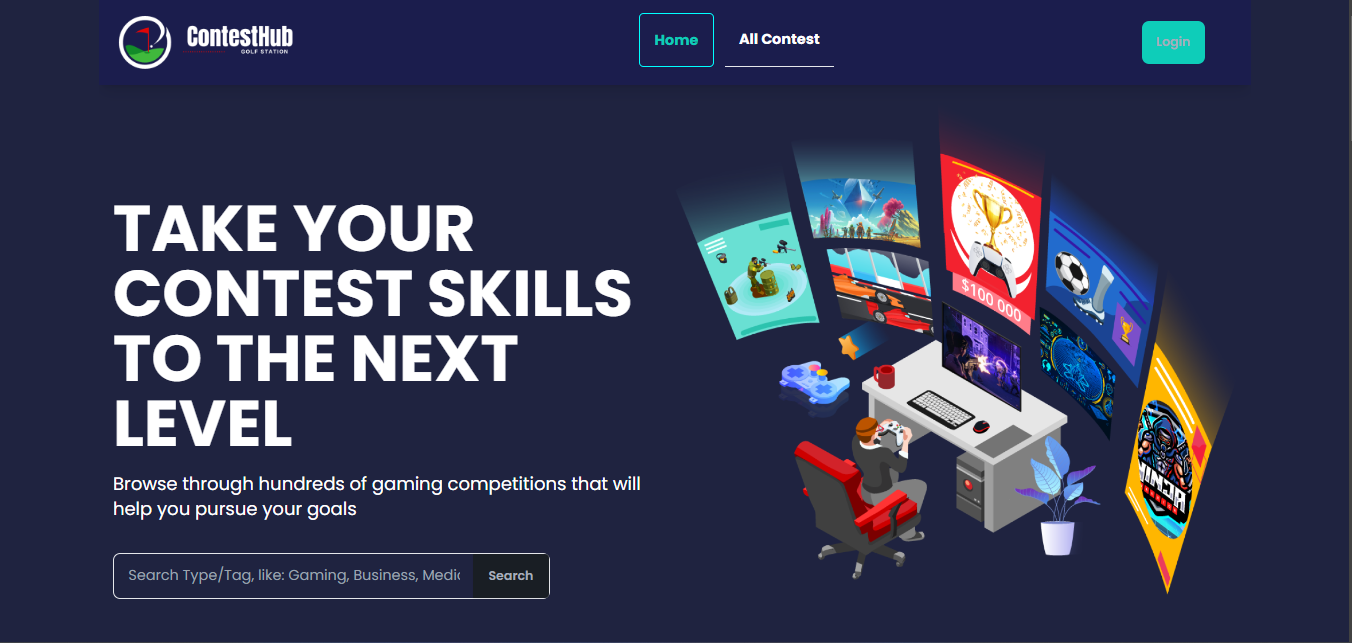 ContestHub
GOLF STATION
Home
All Contest
Login
TAKE YOUR
CONTEST SKILLS
TO THE NEXT
LEVEL
Browse through hundreds of gaming competitions that will
help you pursue your goals
Search Type/Tag, like: Gaming, Business, Medic
Search
$100 000
NINJA